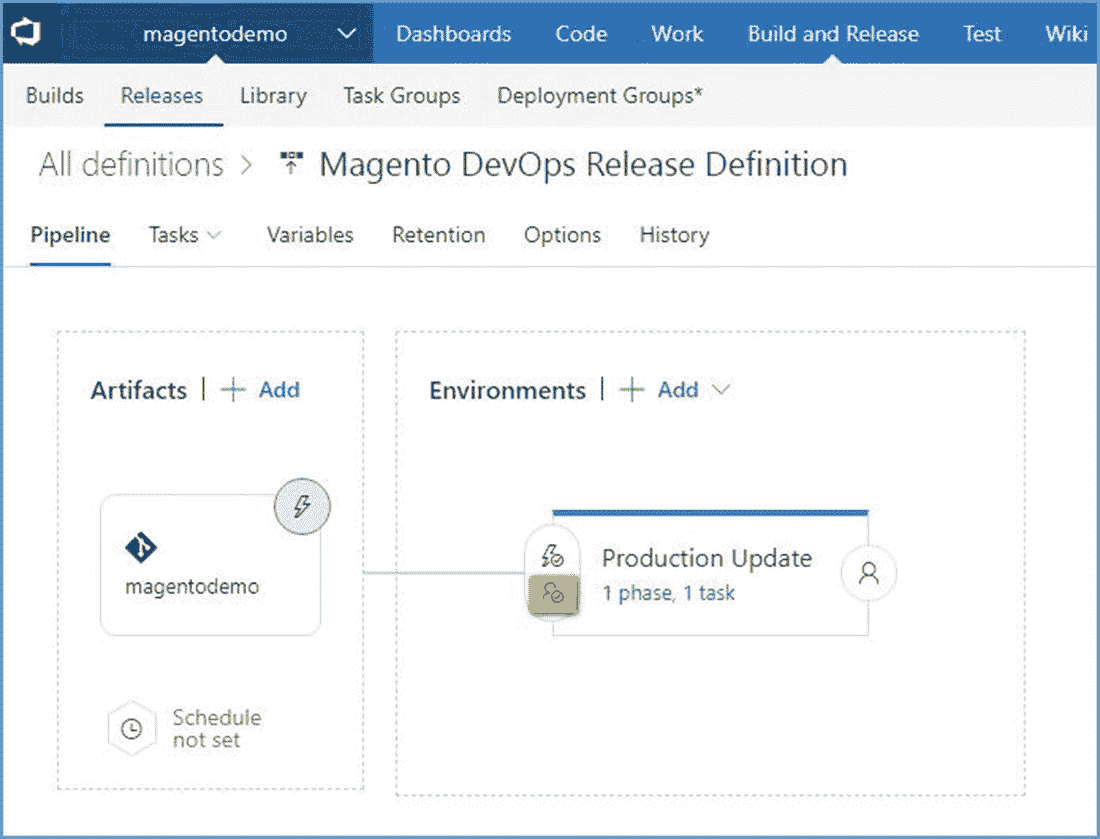 magentodemo Dashboards Code Work Build and Release Test Wiki
Builds Releases Library Task Groups Deployment Groups*
All definitions > Magento DevOps Release Definition
Pipeline Tasks Variables Retention Options History
Artifacts | + Add
Environments | + Add
magentodemo
Production Update
1 phase, 1 task
Schedule
not set